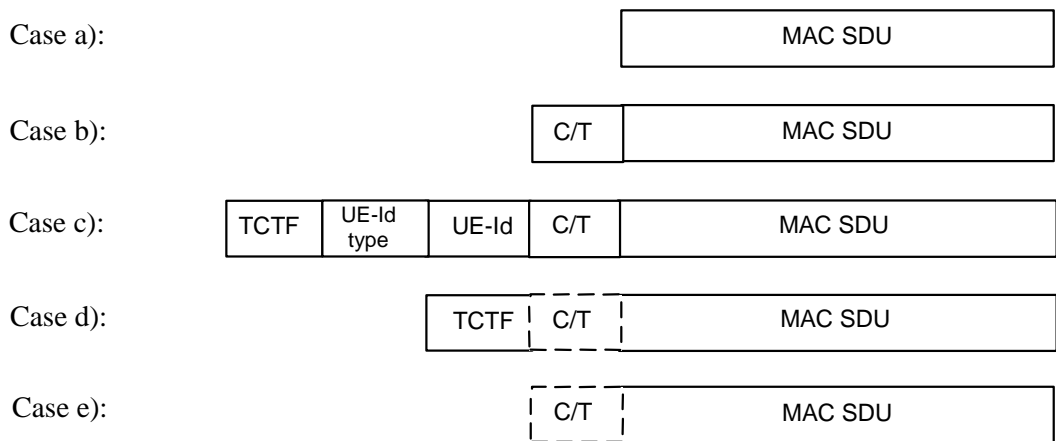 Case a): MAC SDU
Case b): C/T MAC SDU
Case c): TCTF UE-Id type UE-Id C/T MAC SDU
Case d): TCTF C/T MAC SDU
Case e): C/T MAC SDU